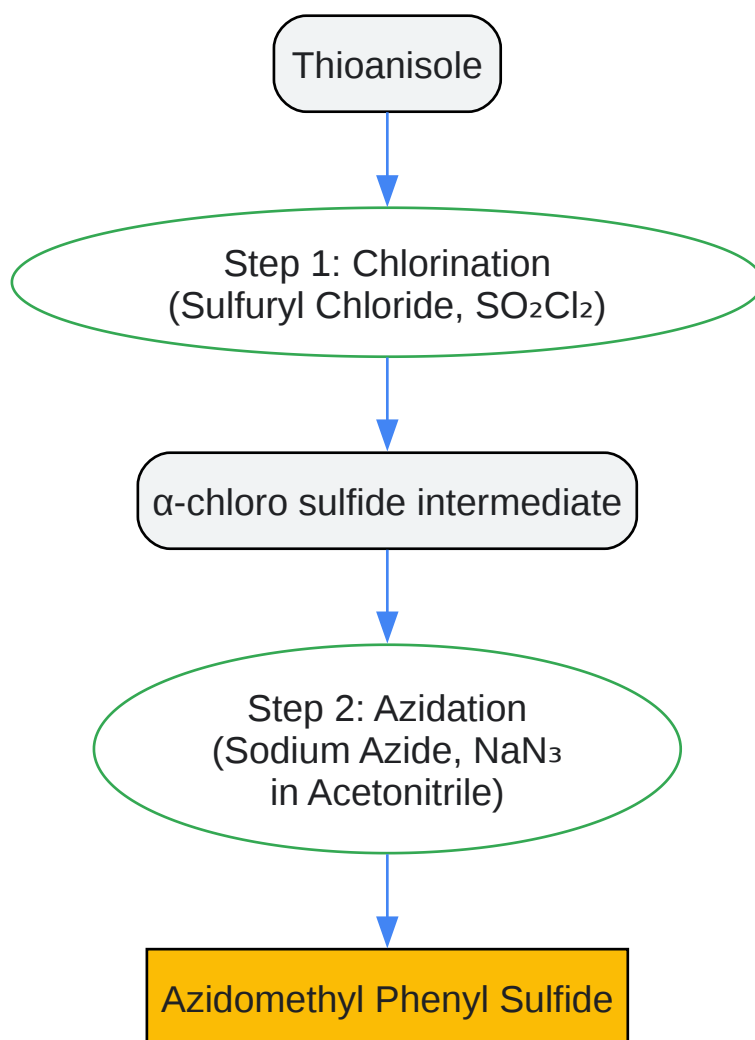 Thioanisole
Step 1: Chlorination
(Sulfuryl Chloride, SO₂Cl₂)
α-chloro sulfide intermediate
Step 2: Azidation
(Sodium Azide, NaN₃
in Acetonitrile)
Azidomethyl Phenyl Sulfide